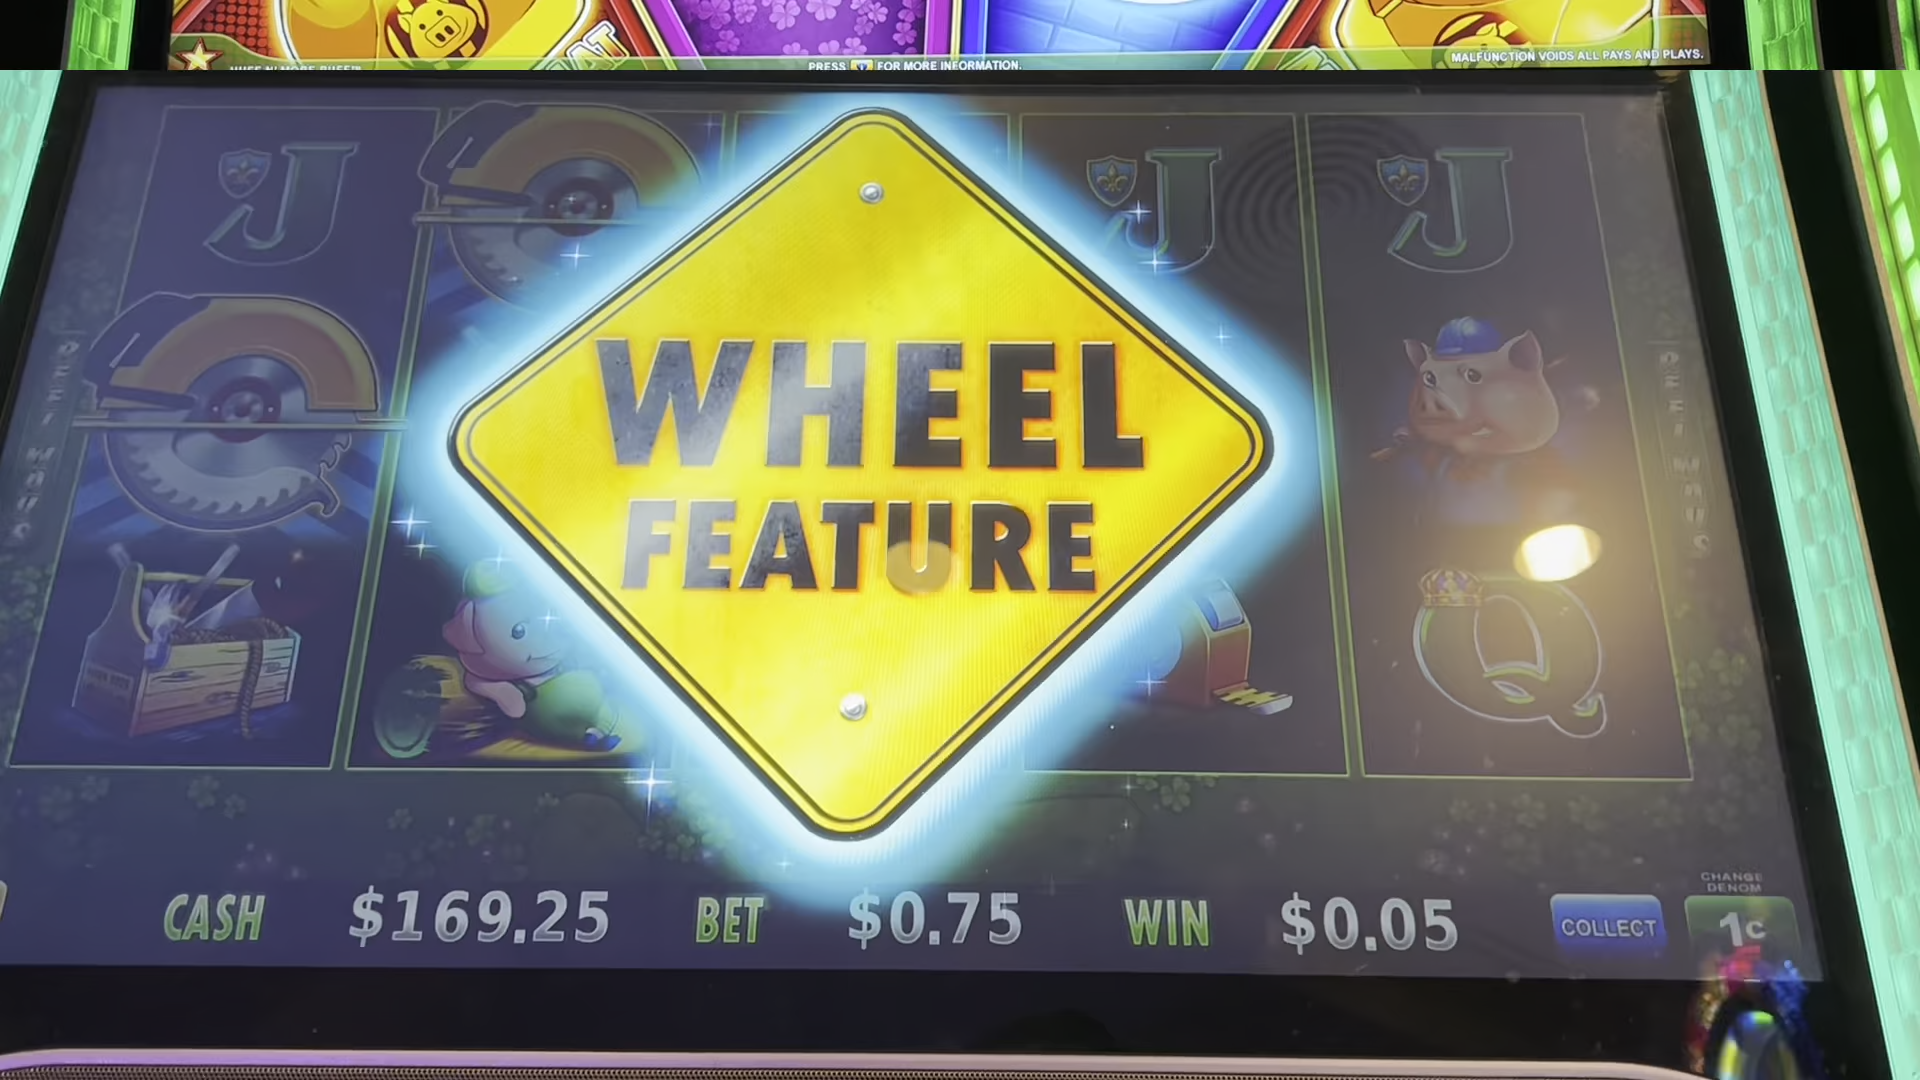 PRESS FOR MORE INFORMATION.
MALFUNCTION VOIDS ALL PAYS AND PLAYS.
J
J
J
WHEEL
FEATURE
Q
CHANGE
DENOM
CASH $169.25 BET $0.75 WIN $0.05 COLLECT 1¢